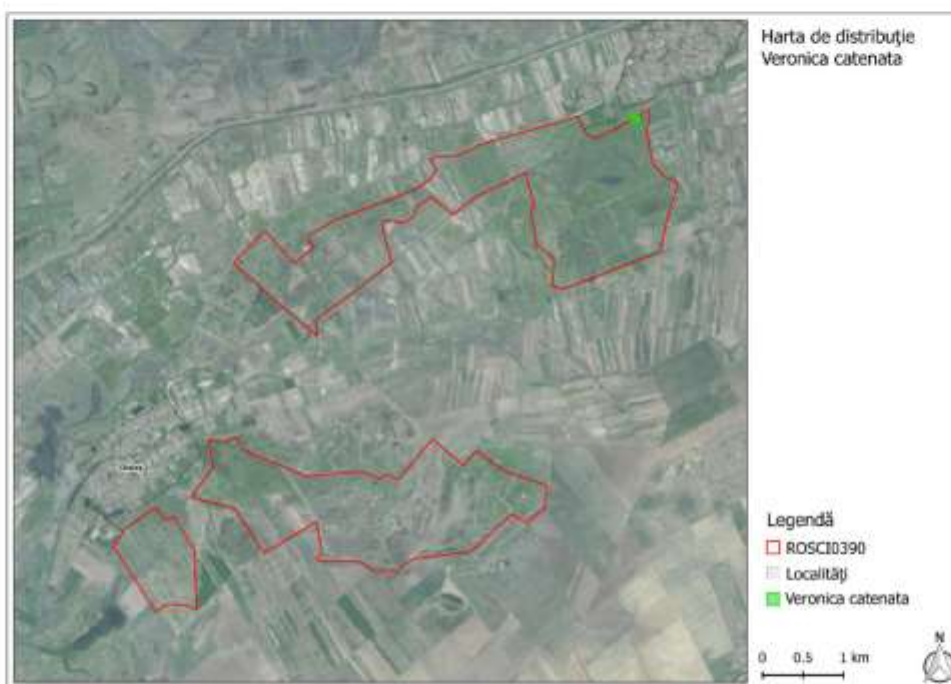 Harta de distribuție
Veronica catenata
Legendă
ROSCI0390
Localități
Veronica catenata
N
0 0.5 1 km